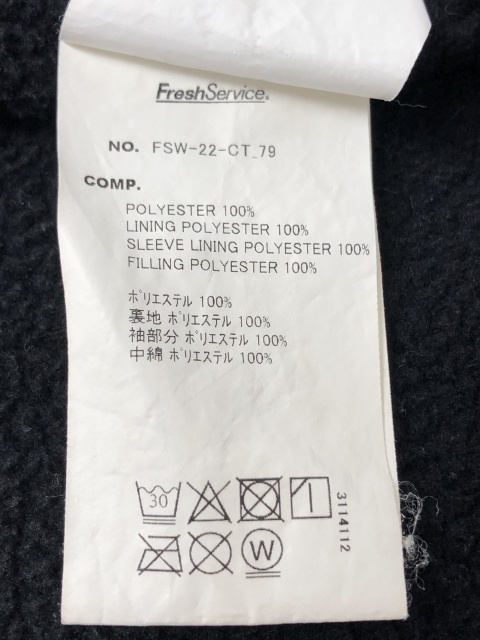 FreshService®
NO. FSW-22-CT_79
COMP.
POLYESTER 100%
LINING POLYESTER 100%
SLEEVE LINING POLYESTER 100%
FILLING POLYESTER 100%
ﾎﾟﾘｴｽﾃﾙ 100%
裏地 ﾎﾟﾘｴｽﾃﾙ 100%
袖部分 ﾎﾟﾘｴｽﾃﾙ 100%
中綿 ﾎﾟﾘｴｽﾃﾙ 100%
30
W
3114112